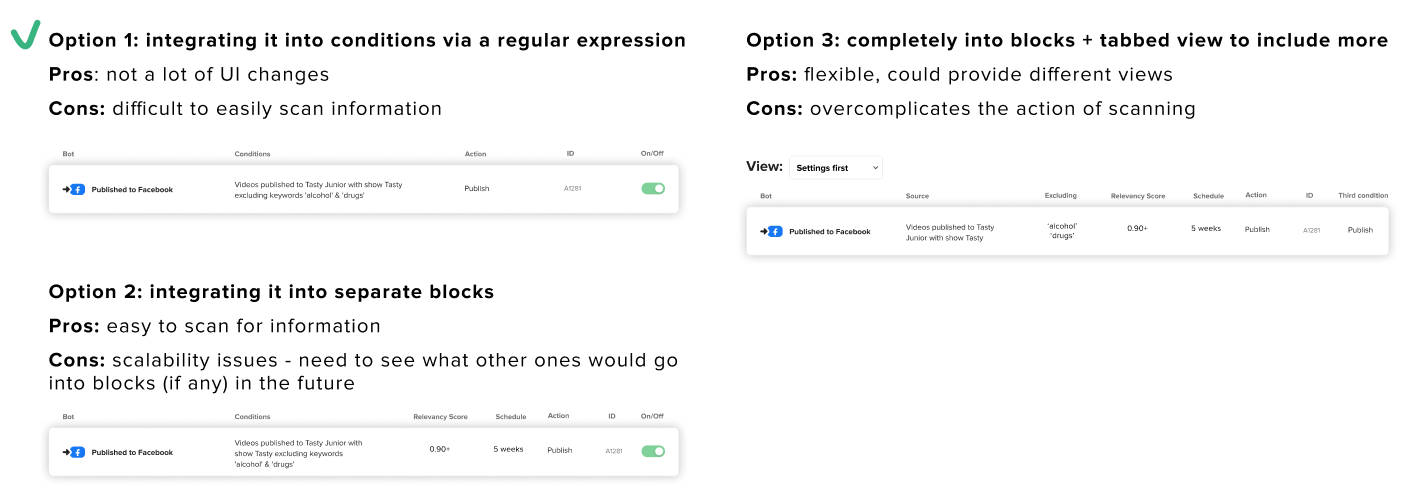 Option 1: integrating it into conditions via a regular expression
Pros: not a lot of UI changes
Cons: difficult to easily scan information
Bot Conditions Action ID On/Off
Published to Facebook
Videos published to Tasty Junior with show Tasty
excluding keywords 'alcohol' & 'drugs'
Publish
A1281
Option 2: integrating it into separate blocks
Pros: easy to scan for information
Cons: scalability issues - need to see what other ones would go
into blocks (if any) in the future
Bot Conditions Relevancy Score Schedule Action ID On/Off
Published to Facebook
Videos published to Tasty Junior with
show Tasty excluding keywords
'alcohol' & 'drugs'
0.90+
5 weeks
Publish
A1281
Option 3: completely into blocks + tabbed view to include more
Pros: flexible, could provide different views
Cons: overcomplicates the action of scanning
View: Settings first
Bot Source Excluding Relevancy Score Schedule Action ID Third condition
Published to Facebook
Videos published to Tasty
Junior with show Tasty
'alcohol'
'drugs'
0.90+
5 weeks
Publish
A1281
Publish